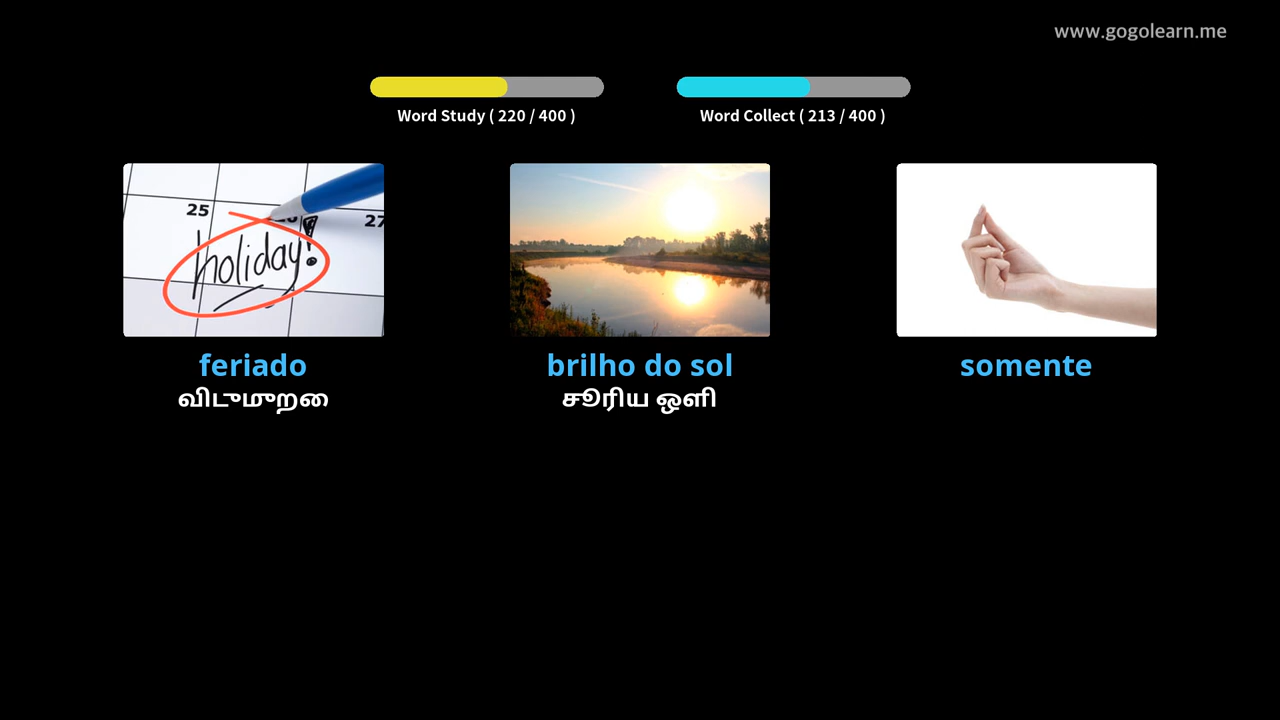 www.gogolearn.me
Word Study ( 220 / 400 )
Word Collect ( 213 / 400 )
25
27
holiday!
feriado
brilho do sol
somente
விடுமுறை
சூரிய ஒளி